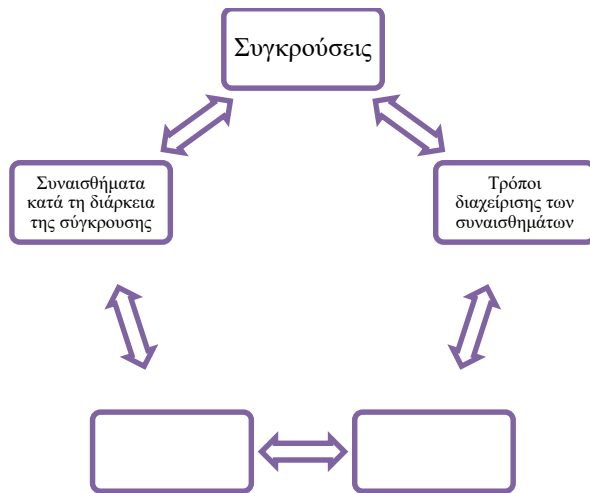 Συγκρούσεις
Συναισθήματα
κατά τη διάρκεια
της σύγκρουσης
Τρόποι
διαχείρισης των
συναισθημάτων